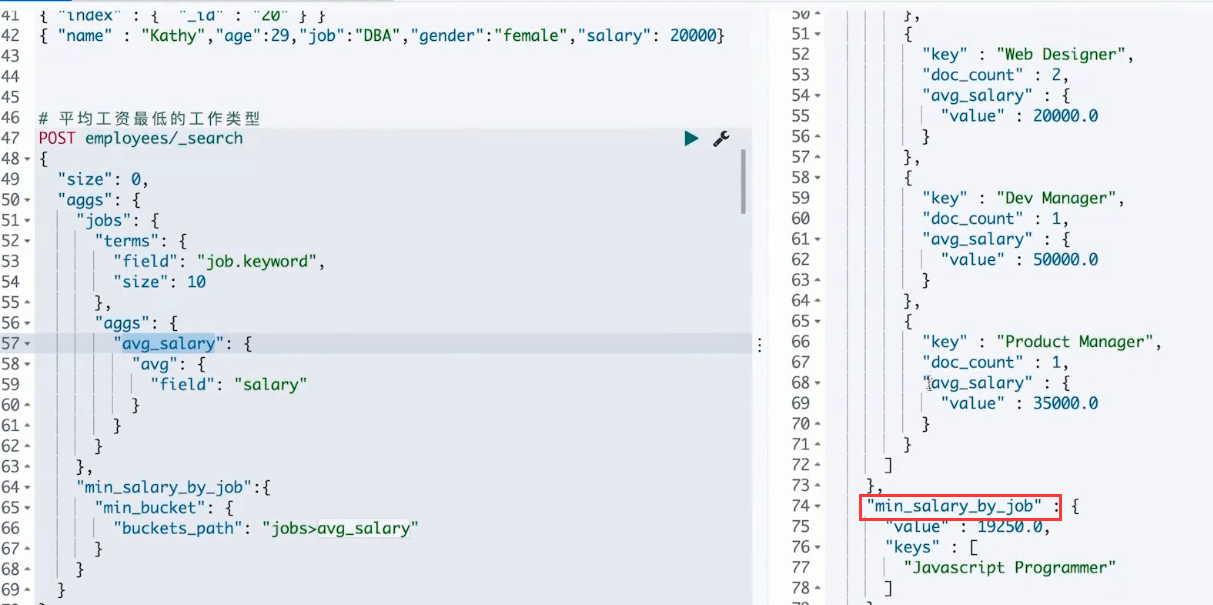 41 { "index" : { "_id" : "20" } }
42 { "name" : "Kathy","age":29,"job":"DBA","gender":"female","salary": 20000}
43
44
45
46 # 平均工资最低的工作类型
47 POST employees/_search
48 {
49 "size": 0,
50 "aggs": {
51 "jobs": {
52 "terms": {
53 "field": "job.keyword",
54 "size": 10
55 },
56 "aggs": {
57 "avg_salary": {
58 "avg": {
59 "field": "salary"
60 }
61 }
62 }
63 },
64 "min_salary_by_job":{
65 "min_bucket": {
66 "buckets_path": "jobs>avg_salary"
67 }
68 }
69 }
50 },
51 {
52 "key" : "Web Designer",
53 "doc_count" : 2,
54 "avg_salary" : {
55 "value" : 20000.0
56 }
57 },
58 {
59 "key" : "Dev Manager",
60 "doc_count" : 1,
61 "avg_salary" : {
62 "value" : 50000.0
63 }
64 },
65 {
66 "key" : "Product Manager",
67 "doc_count" : 1,
68 "avg_salary" : {
69 "value" : 35000.0
70 }
71 }
72 ]
73 },
74 "min_salary_by_job" : {
75 "value" : 19250.0,
76 "keys" : [
77 "Javascript Programmer"
78 ]